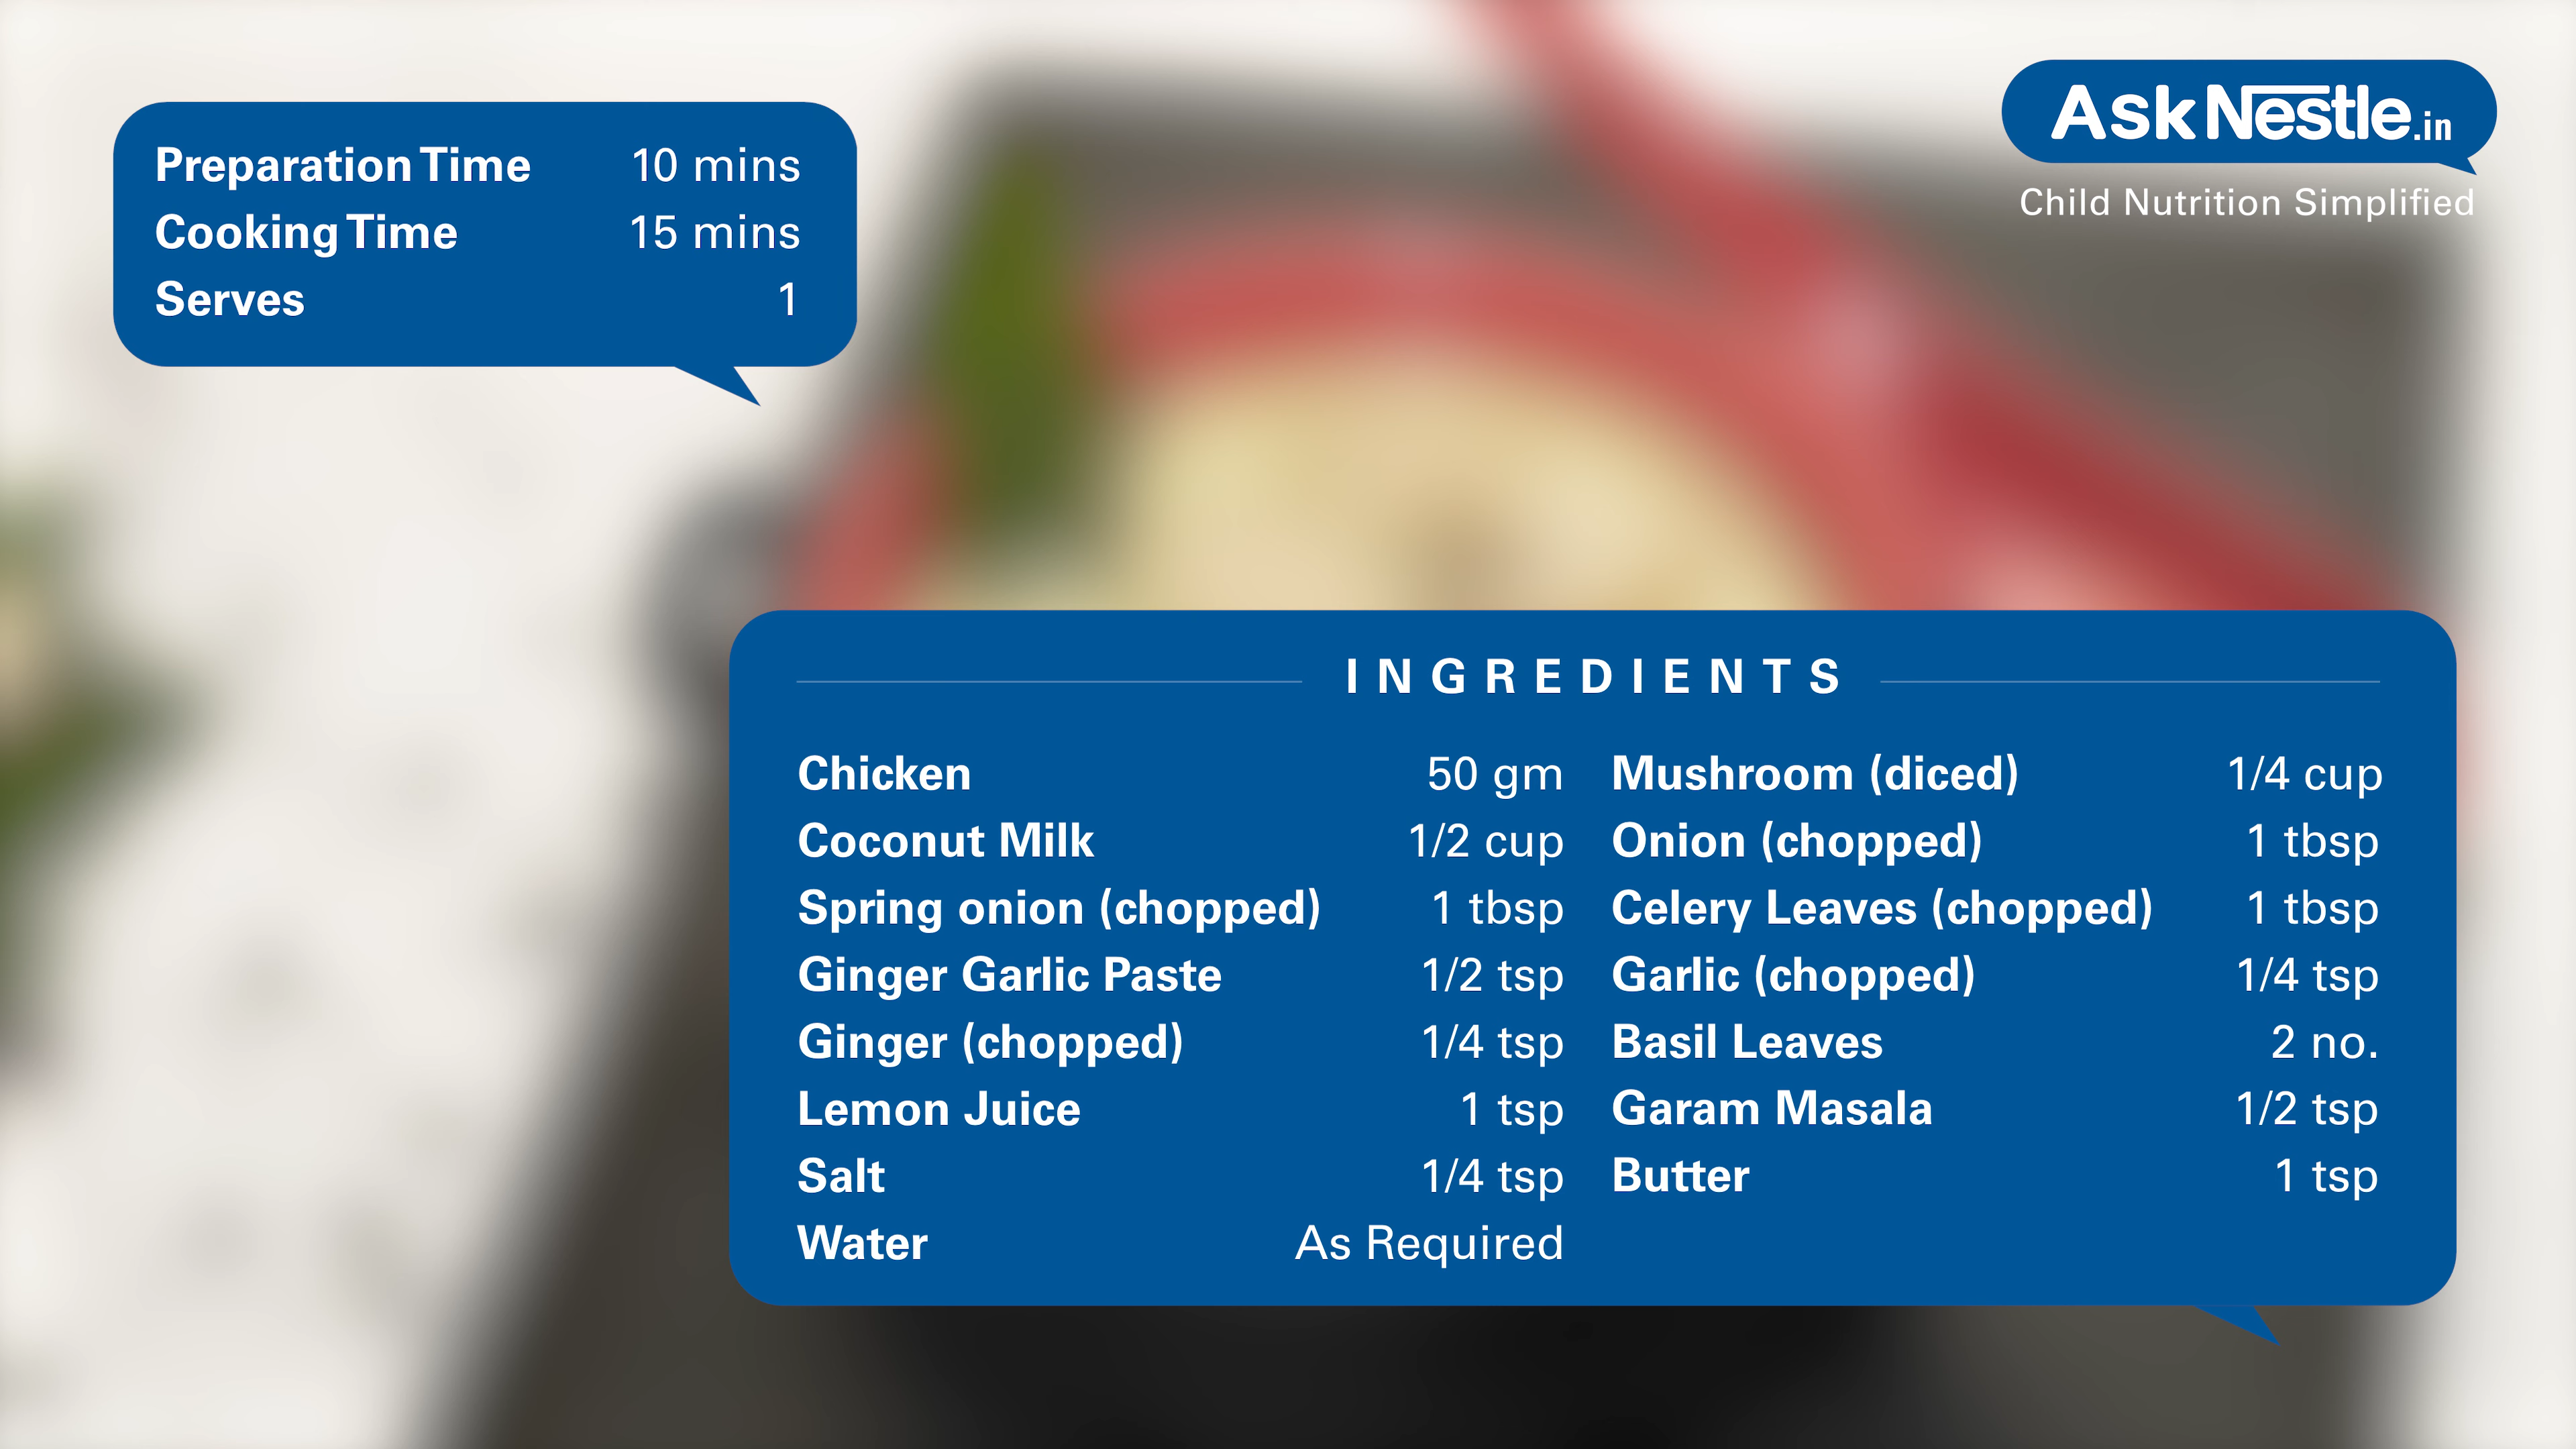 Preparation Time 10 mins
Cooking Time 15 mins
Serves 1
AskNestle.in
Child Nutrition Simplified
INGREDIENTS
Chicken 50 gm
Coconut Milk 1/2 cup
Spring onion (chopped) 1 tbsp
Ginger Garlic Paste 1/2 tsp
Ginger (chopped) 1/4 tsp
Lemon Juice 1 tsp
Salt 1/4 tsp
Water As Required
Mushroom (diced) 1/4 cup
Onion (chopped) 1 tbsp
Celery Leaves (chopped) 1 tbsp
Garlic (chopped) 1/4 tsp
Basil Leaves 2 no.
Garam Masala 1/2 tsp
Butter 1 tsp